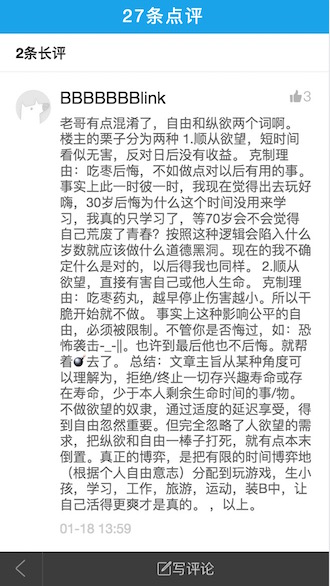 27条点评
2条长评
BBBBBBBlink
3
老哥有点混淆了，自由和纵欲两个词啊。
楼主的栗子分为两种 1.顺从欲望，短时间
看似无害，反对日后没有收益。 克制理
由：吃枣后悔，不如做点对以后有用的事。
事实上此一时彼一时，我现在觉得出去玩好
嗨，30岁后悔为什么这个时间没用来学
习，我真的只学习了，等70岁会不会觉得
自己荒废了青春？按照这种逻辑会陷入什么
岁数就应该做什么道德黑洞。现在的我不确
定什么是对的，以后得我也同样。 2.顺从
欲望，直接有害自己或他人生命。 克制理
由：吃枣药丸，越早停止伤害越小。所以干
脆开始就不做。 事实上这种影响公平的自
由，必须被限制。不管你是否悔过，如：恐
怖袭击-_-‖。也许到最后他也不后悔。就帮
着💣去了。 总结：文章主旨从某种角度可
以理解为，拒绝/终止一切存兴趣寿命或存
在寿命，少于本人剩余生命时间的事/物。
不做欲望的奴隶，通过适度的延迟享受，得
到自由忽然重要。但完全忽略了人欲望的需
求，把纵欲和自由一棒子打死，就有点本末
倒置。真正的博弈，是把有限的时间博弈地
（根据个人自由意志）分配到玩游戏，生小
孩，学习，工作，旅游，运动，装B中，让
自己活得更爽才是真的。，以上。
01-18 13:59
写评论